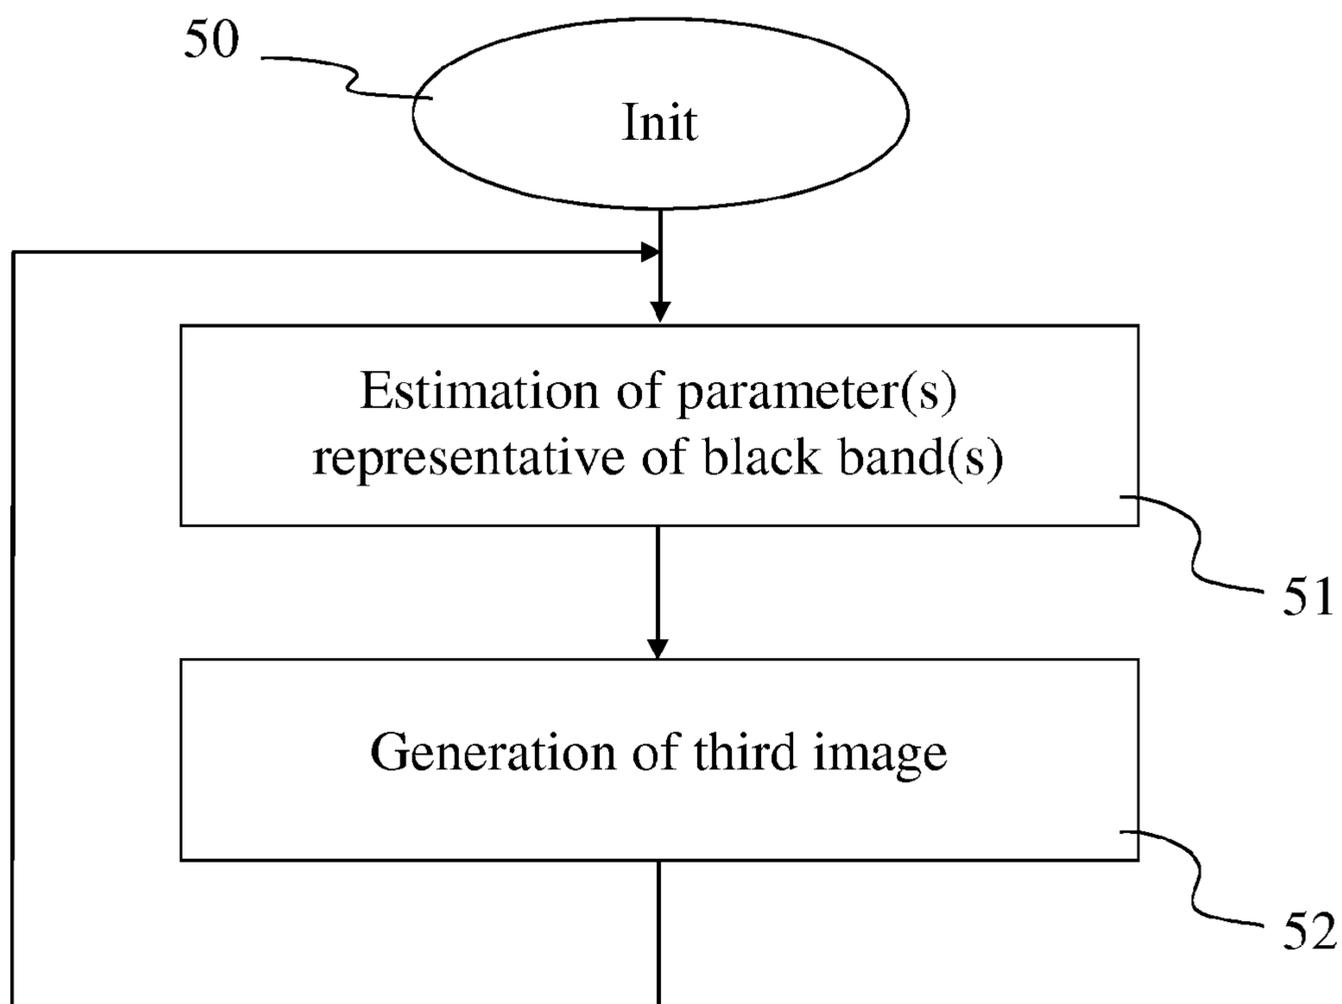 50
Init
Estimation of parameter(s)
representative of black band(s)
51
Generation of third image
52